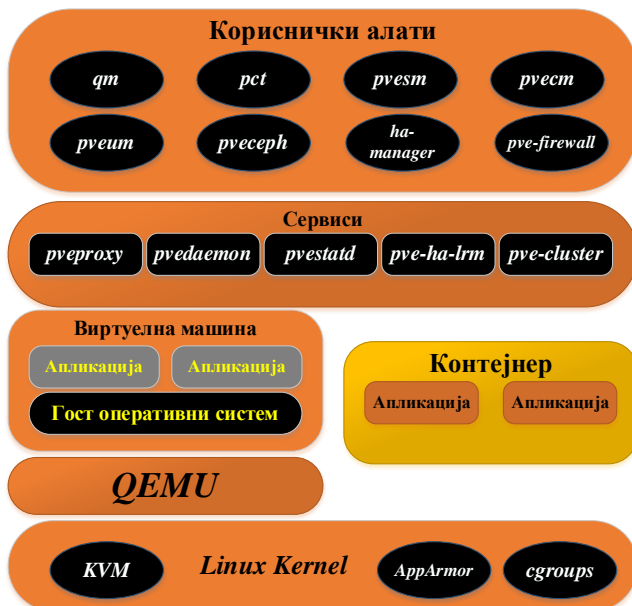 Кориснички алати
qm pct pvesm pvecm
pveum pveceph ha-manager pve-firewall
Сервиси
pveproxy pvedaemon pvestatd pve-ha-lrm pve-cluster
Виртуелна машина
Апликација Апликација
Гост оперативни систем
Контејнер
Апликација Апликација
QEMU
KVM Linux Kernel AppArmor cgroups